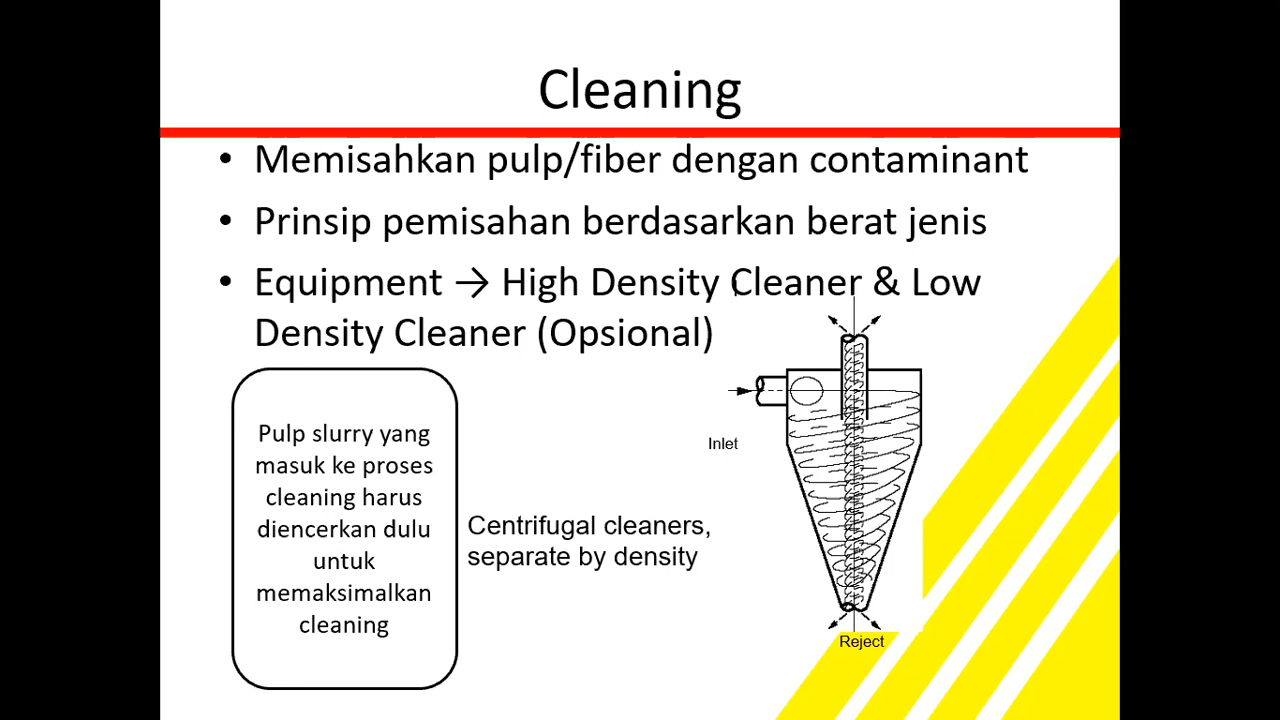 Cleaning
• Memisahkan pulp/fiber dengan contaminant
• Prinsip pemisahan berdasarkan berat jenis
• Equipment → High Density Cleaner & Low
Density Cleaner (Opsional)
Pulp slurry yang
masuk ke proses
cleaning harus
diencerkan dulu
untuk
memaksimalkan
cleaning
Centrifugal cleaners,
separate by density
Inlet
Reject